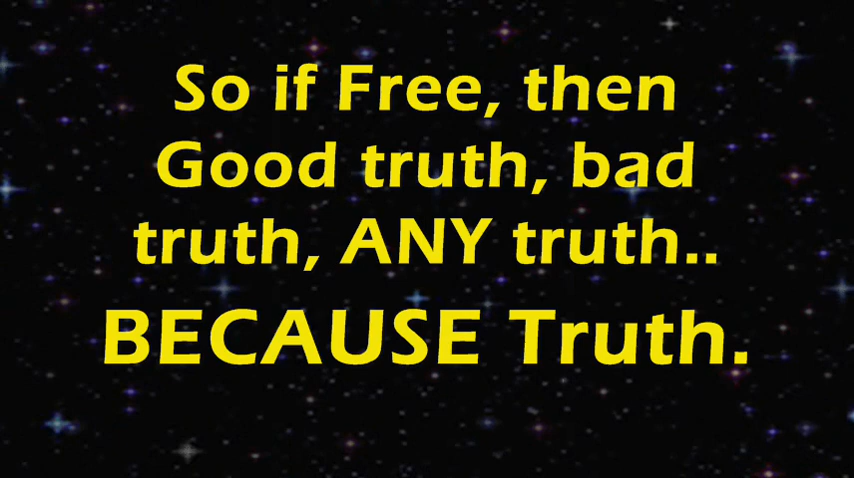 So if Free, then
Good truth, bad
truth, ANY truth..
BECAUSE Truth.